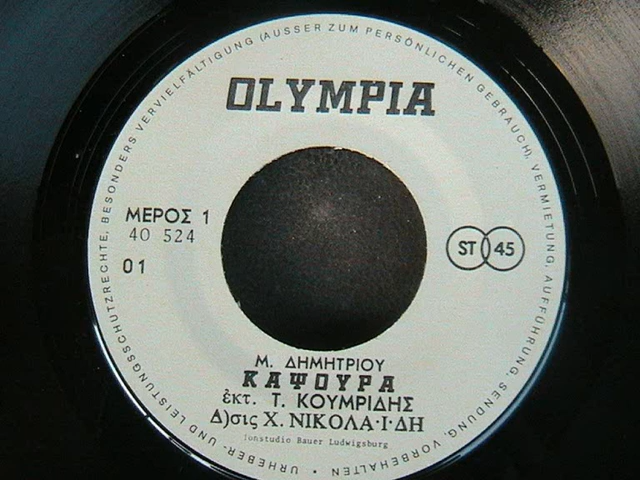 URHEBER- UND LEISTUNGSSCHUTZRECHTE, BESONDERS VERVIELFÄLTIGUNG (AUSSER ZUM PERSÖNLICHEN GEBRAUCH), VERMIETUNG, AUFFÜHRUNG, SENDUNG, VORBEHALTEN •
OLYMPIA
ΜΕΡΟΣ 1
40 524
01
ST 45
Μ. ΔΗΜΗΤΡΙΟΥ
ΚΑΨΟΥΡΑ
ἐκτ. Τ. ΚΟΥΜΡΙΔΗΣ
Δ)σις Χ. ΝΙΚΟΛΑ·Ι·ΔΗ
Tonstudio Bauer Ludwigsburg